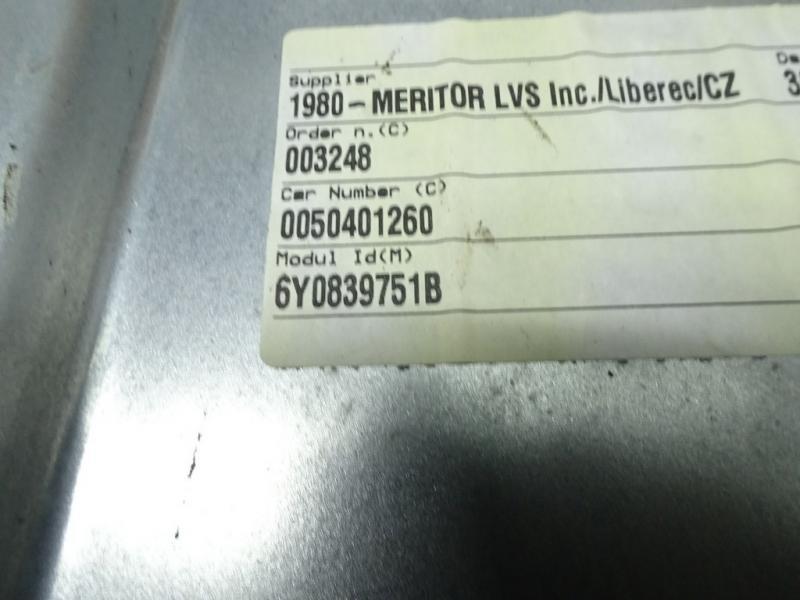 Supplier
1980 - MERITOR LVS Inc./Liberec/CZ
Order n.(C)
003248
Car Number (C)
0050401260
Modul Id(M)
6Y0839751B